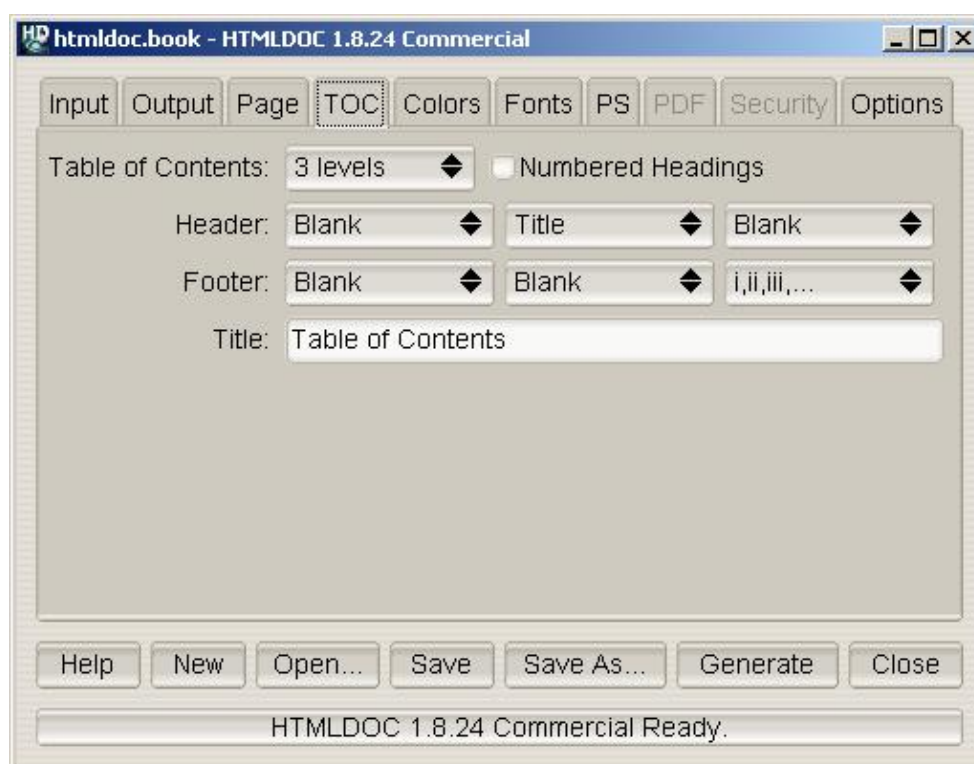 HD htmldoc.book - HTMLDOC 1.8.24 Commercial
Input Output Page TOC Colors Fonts PS PDF Security Options
Table of Contents: 3 levels Numbered Headings
Header: Blank Title Blank
Footer: Blank Blank i,ii,iii,...
Title: Table of Contents
Help New Open... Save Save As... Generate Close
HTMLDOC 1.8.24 Commercial Ready.